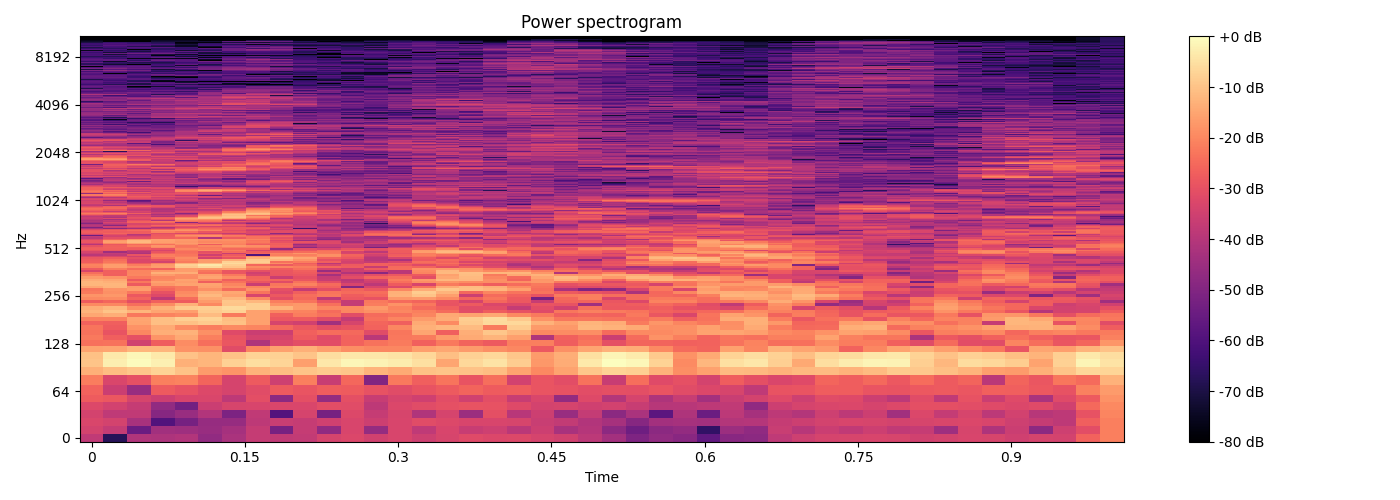 Power spectrogram
Hz
8192
4096
2048
1024
512
256
128
64
0
0 0.15 0.3 0.45 0.6 0.75 0.9
Time
+0 dB
-10 dB
-20 dB
-30 dB
-40 dB
-50 dB
-60 dB
-70 dB
-80 dB